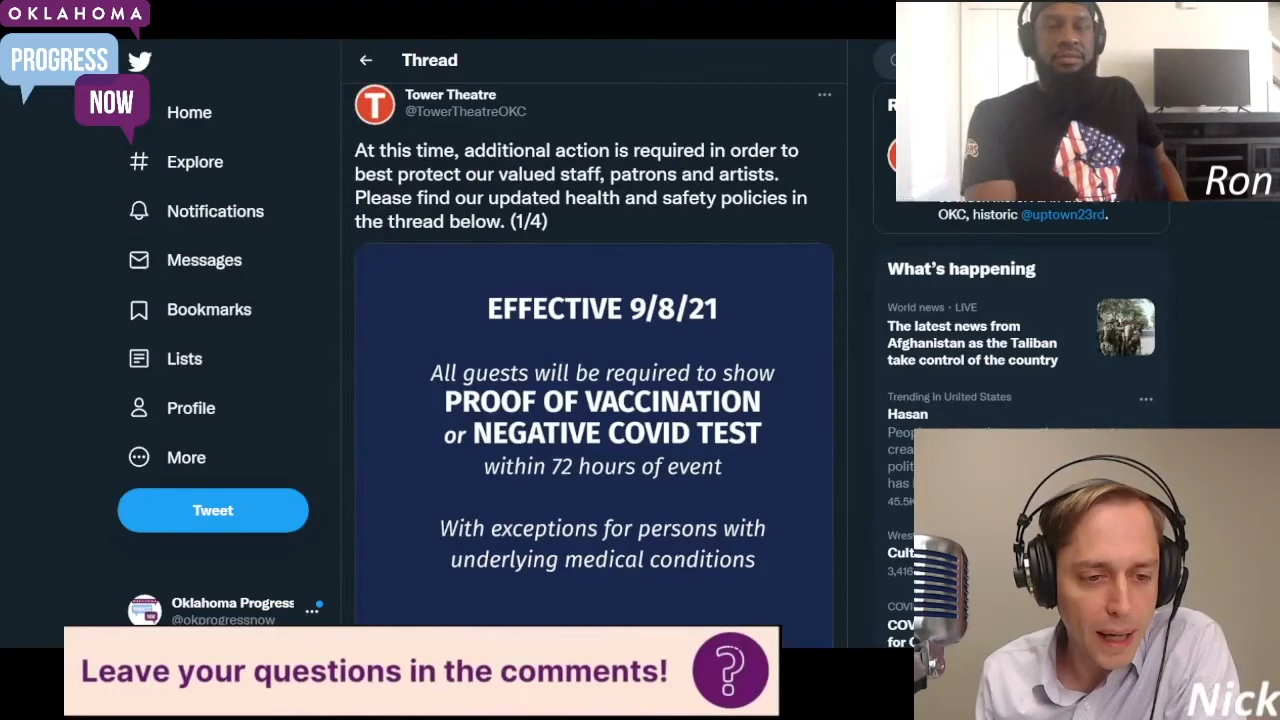 OKLAHOMA
PROGRESS
NOW
Home
Explore
Notifications
Messages
Bookmarks
Lists
Profile
More
Tweet
Oklahoma Progress
@okprogressnow
Thread
Tower Theatre
@TowerTheatreOKC
At this time, additional action is required in order to
best protect our valued staff, patrons and artists.
Please find our updated health and safety policies in
the thread below. (1/4)
EFFECTIVE 9/8/21
All guests will be required to show
PROOF OF VACCINATION
or NEGATIVE COVID TEST
within 72 hours of event
With exceptions for persons with
underlying medical conditions
Ron
OKC, historic @uptown23rd.
What's happening
World news · LIVE
The latest news from
Afghanistan as the Taliban
take control of the country
Trending in United States
Hasan
45.5K
3,416
Leave your questions in the comments!
?
Nick